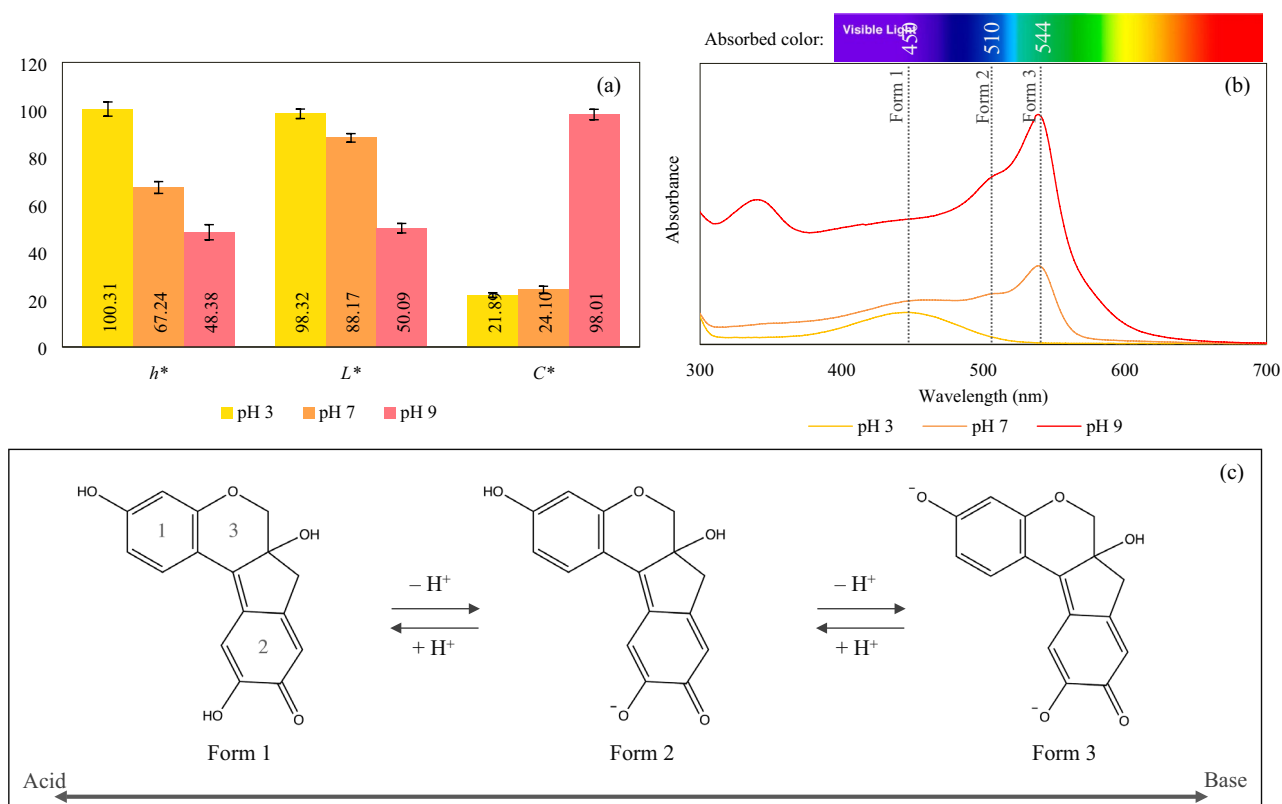 Absorbed color:
Visible Light
450
510
544
(a)
120
100
80
60
40
20
0
100.31
67.24
48.38
98.32
88.17
50.09
21.89
24.10
98.01
h*
L*
C*
pH 3
pH 7
pH 9
(b)
Form 1
Form 2
Form 3
Absorbance
300
400
500
600
700
Wavelength (nm)
pH 3
pH 7
pH 9
(c)
HO
O
OH
1
3
2
HO
O
Form 1
– H⁺
+ H⁺
HO
O
OH
⁻O
O
Form 2
– H⁺
+ H⁺
⁻O
O
OH
⁻O
O
Form 3
Acid
Base